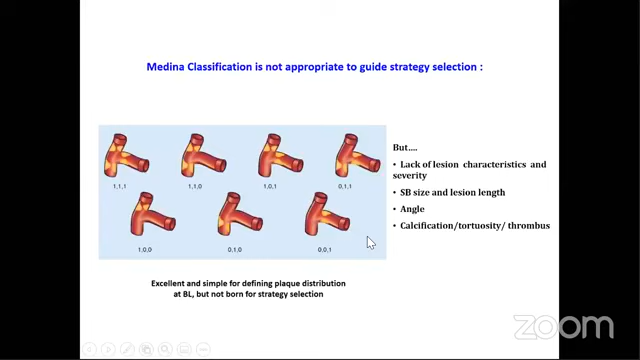 Medina Classification is not appropriate to guide strategy selection :
1,1,1
1,1,0
1,0,1
0,1,1
1,0,0
0,1,0
0,0,1
But....
• Lack of lesion characteristics and
severity
• SB size and lesion length
• Angle
• Calcification/tortuosity/ thrombus
Excellent and simple for defining plaque distribution
at BL, but not born for strategy selection
zoom